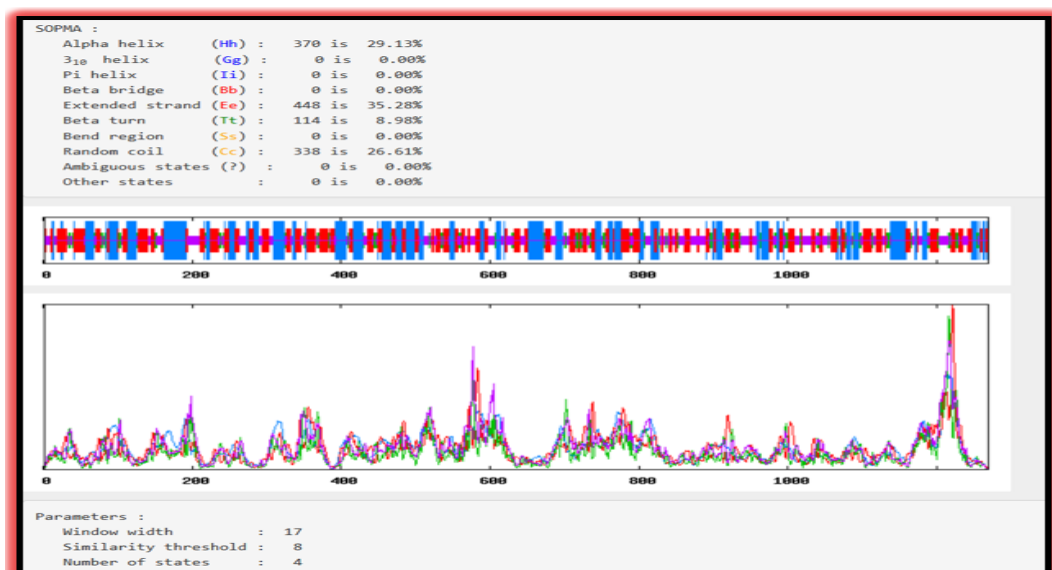 SOPMA :
Alpha helix (Hh) : 370 is 29.13%
3₁₀ helix (Gg) : 0 is 0.00%
Pi helix (Ii) : 0 is 0.00%
Beta bridge (Bb) : 0 is 0.00%
Extended strand (Ee) : 448 is 35.28%
Beta turn (Tt) : 114 is 8.98%
Bend region (Ss) : 0 is 0.00%
Random coil (Cc) : 338 is 26.61%
Ambiguous states (?) : 0 is 0.00%
Other states : 0 is 0.00%
0 200 400 600 800 1000
0 200 400 600 800 1000
Parameters :
Window width : 17
Similarity threshold : 8
Number of states : 4